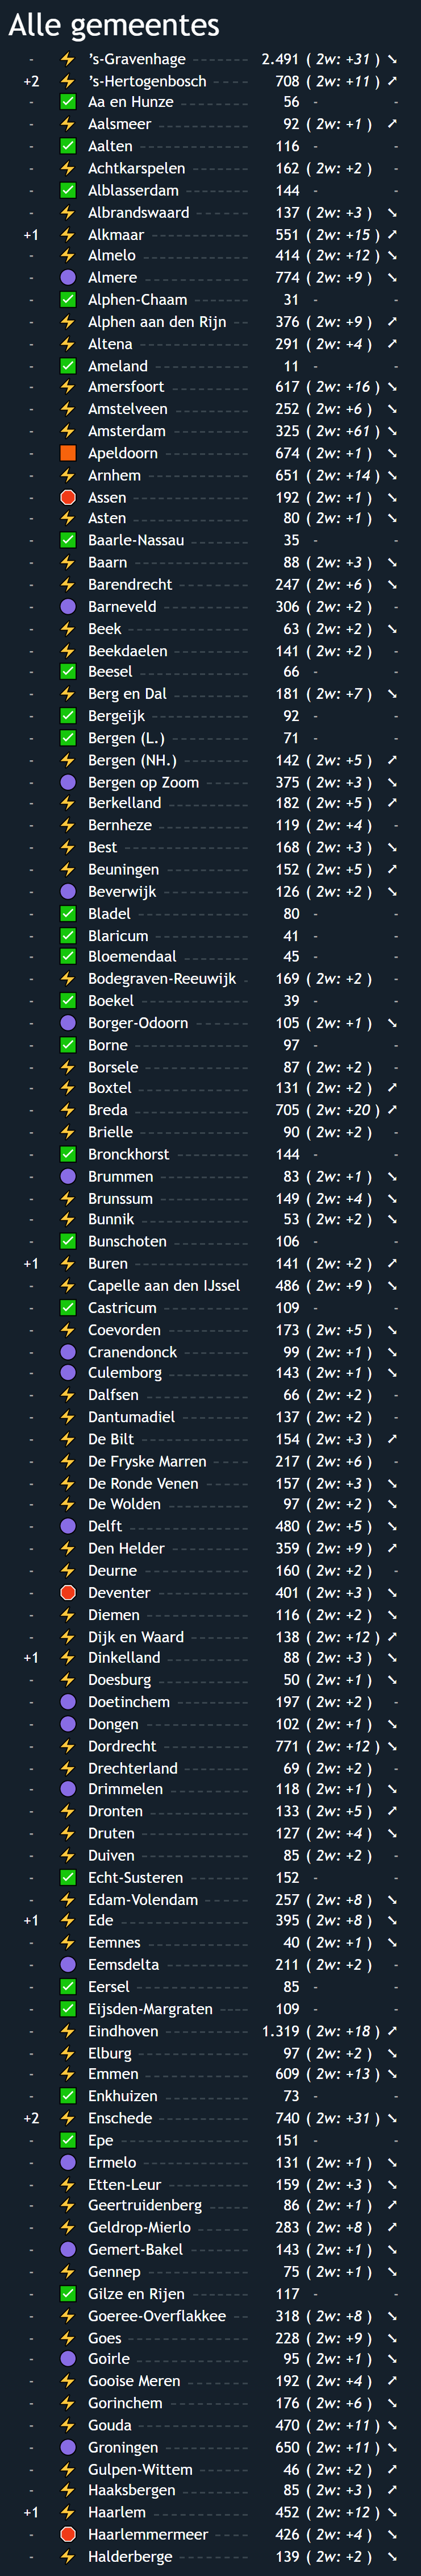 Alle gemeentes
- ⚡ ’s-Gravenhage 2.491 ( 2w: +31 ) ➘
+2 ⚡ ’s-Hertogenbosch 708 ( 2w: +11 ) ➚
- ✅ Aa en Hunze 56 - -
- ⚡ Aalsmeer 92 ( 2w: +1 ) ➚
- ✅ Aalten 116 - -
- ⚡ Achtkarspelen 162 ( 2w: +2 ) -
- ✅ Alblasserdam 144 - -
- ⚡ Albrandswaard 137 ( 2w: +3 ) ➘
+1 ⚡ Alkmaar 551 ( 2w: +15 ) ➚
- ⚡ Almelo 414 ( 2w: +12 ) ➘
- 🟣 Almere 774 ( 2w: +9 ) ➘
- ✅ Alphen-Chaam 31 - -
- ⚡ Alphen aan den Rijn 376 ( 2w: +9 ) ➚
- ⚡ Altena 291 ( 2w: +4 ) ➚
- ✅ Ameland 11 - -
- ⚡ Amersfoort 617 ( 2w: +16 ) ➘
- ⚡ Amstelveen 252 ( 2w: +6 ) ➘
- ⚡ Amsterdam 325 ( 2w: +61 ) ➘
- 🟧 Apeldoorn 674 ( 2w: +1 ) ➘
- ⚡ Arnhem 651 ( 2w: +14 ) ➘
- 🛑 Assen 192 ( 2w: +1 ) ➘
- ⚡ Asten 80 ( 2w: +1 ) ➘
- ✅ Baarle-Nassau 35 - -
- ⚡ Baarn 88 ( 2w: +3 ) ➘
- ⚡ Barendrecht 247 ( 2w: +6 ) ➘
- 🟣 Barneveld 306 ( 2w: +2 ) -
- ⚡ Beek 63 ( 2w: +2 ) ➘
- ⚡ Beekdaelen 141 ( 2w: +2 ) -
- ✅ Beesel 66 - -
- ⚡ Berg en Dal 181 ( 2w: +7 ) ➘
- ✅ Bergeijk 92 - -
- ✅ Bergen (L.) 71 - -
- ⚡ Bergen (NH.) 142 ( 2w: +5 ) ➚
- 🟣 Bergen op Zoom 375 ( 2w: +3 ) ➘
- ⚡ Berkelland 182 ( 2w: +5 ) ➚
- ⚡ Bernheze 119 ( 2w: +4 ) -
- ⚡ Best 168 ( 2w: +3 ) ➘
- ⚡ Beuningen 152 ( 2w: +5 ) ➚
- 🟣 Beverwijk 126 ( 2w: +2 ) ➘
- ✅ Bladel 80 - -
- ✅ Blaricum 41 - -
- ✅ Bloemendaal 45 - -
- ⚡ Bodegraven-Reeuwijk 169 ( 2w: +2 ) -
- ✅ Boekel 39 - -
- 🟣 Borger-Odoorn 105 ( 2w: +1 ) ➘
- ✅ Borne 97 - -
- ⚡ Borsele 87 ( 2w: +2 ) -
- ⚡ Boxtel 131 ( 2w: +2 ) ➚
- ⚡ Breda 705 ( 2w: +20 ) ➚
- ⚡ Brielle 90 ( 2w: +2 ) -
- ✅ Bronckhorst 144 - -
- 🟣 Brummen 83 ( 2w: +1 ) ➘
- ⚡ Brunssum 149 ( 2w: +4 ) ➘
- ⚡ Bunnik 53 ( 2w: +2 ) ➘
- ✅ Bunschoten 106 - -
+1 ⚡ Buren 141 ( 2w: +2 ) ➚
- ⚡ Capelle aan den IJssel 486 ( 2w: +9 ) ➘
- ✅ Castricum 109 - -
- ⚡ Coevorden 173 ( 2w: +5 ) ➘
- 🟣 Cranendonck 99 ( 2w: +1 ) ➘
- 🟣 Culemborg 143 ( 2w: +1 ) ➘
- ⚡ Dalfsen 66 ( 2w: +2 ) -
- ⚡ Dantumadiel 137 ( 2w: +2 ) -
- ⚡ De Bilt 154 ( 2w: +3 ) ➚
- ⚡ De Fryske Marren 217 ( 2w: +6 ) -
- ⚡ De Ronde Venen 157 ( 2w: +3 ) ➘
- ⚡ De Wolden 97 ( 2w: +2 ) ➘
- 🟣 Delft 480 ( 2w: +5 ) ➘
- ⚡ Den Helder 359 ( 2w: +9 ) ➚
- ⚡ Deurne 160 ( 2w: +2 ) -
- 🛑 Deventer 401 ( 2w: +3 ) ➘
- ⚡ Diemen 116 ( 2w: +2 ) ➘
- ⚡ Dijk en Waard 138 ( 2w: +12 ) ➚
+1 ⚡ Dinkelland 88 ( 2w: +3 ) ➘
- ⚡ Doesburg 50 ( 2w: +1 ) ➘
- 🟣 Doetinchem 197 ( 2w: +2 ) -
- 🟣 Dongen 102 ( 2w: +1 ) ➘
- ⚡ Dordrecht 771 ( 2w: +12 ) ➘
- ⚡ Drechterland 69 ( 2w: +2 ) -
- 🟣 Drimmelen 118 ( 2w: +1 ) ➘
- ⚡ Dronten 133 ( 2w: +5 ) ➚
- ⚡ Druten 127 ( 2w: +4 ) ➘
- ⚡ Duiven 85 ( 2w: +2 ) -
- ✅ Echt-Susteren 152 - -
- ⚡ Edam-Volendam 257 ( 2w: +8 ) ➘
+1 ⚡ Ede 395 ( 2w: +8 ) ➘
- ⚡ Eemnes 40 ( 2w: +1 ) ➘
- 🟣 Eemsdelta 211 ( 2w: +2 ) -
- ✅ Eersel 85 - -
- ✅ Eijsden-Margraten 109 - -
- ⚡ Eindhoven 1.319 ( 2w: +18 ) ➚
- ⚡ Elburg 97 ( 2w: +2 ) ➘
- ⚡ Emmen 609 ( 2w: +13 ) ➘
- ✅ Enkhuizen 73 - -
+2 ⚡ Enschede 740 ( 2w: +31 ) ➘
- ✅ Epe 151 - -
- 🟣 Ermelo 131 ( 2w: +1 ) ➘
- ⚡ Etten-Leur 159 ( 2w: +3 ) ➘
- ⚡ Geertruidenberg 86 ( 2w: +1 ) ➚
- ⚡ Geldrop-Mierlo 283 ( 2w: +8 ) ➚
- 🟣 Gemert-Bakel 143 ( 2w: +1 ) ➘
- ⚡ Gennep 75 ( 2w: +1 ) ➘
- ✅ Gilze en Rijen 117 - -
- ⚡ Goeree-Overflakkee 318 ( 2w: +8 ) ➘
- ⚡ Goes 228 ( 2w: +9 ) ➘
- 🟣 Goirle 95 ( 2w: +1 ) ➘
- ⚡ Gooise Meren 192 ( 2w: +4 ) ➚
- ⚡ Gorinchem 176 ( 2w: +6 ) ➘
- ⚡ Gouda 470 ( 2w: +11 ) ➘
- 🟣 Groningen 650 ( 2w: +11 ) ➘
- ⚡ Gulpen-Wittem 46 ( 2w: +2 ) ➚
- ⚡ Haaksbergen 85 ( 2w: +3 ) ➚
+1 ⚡ Haarlem 452 ( 2w: +12 ) ➘
- 🛑 Haarlemmermeer 426 ( 2w: +4 ) ➘
- ⚡ Halderberge 139 ( 2w: +2 ) ➘